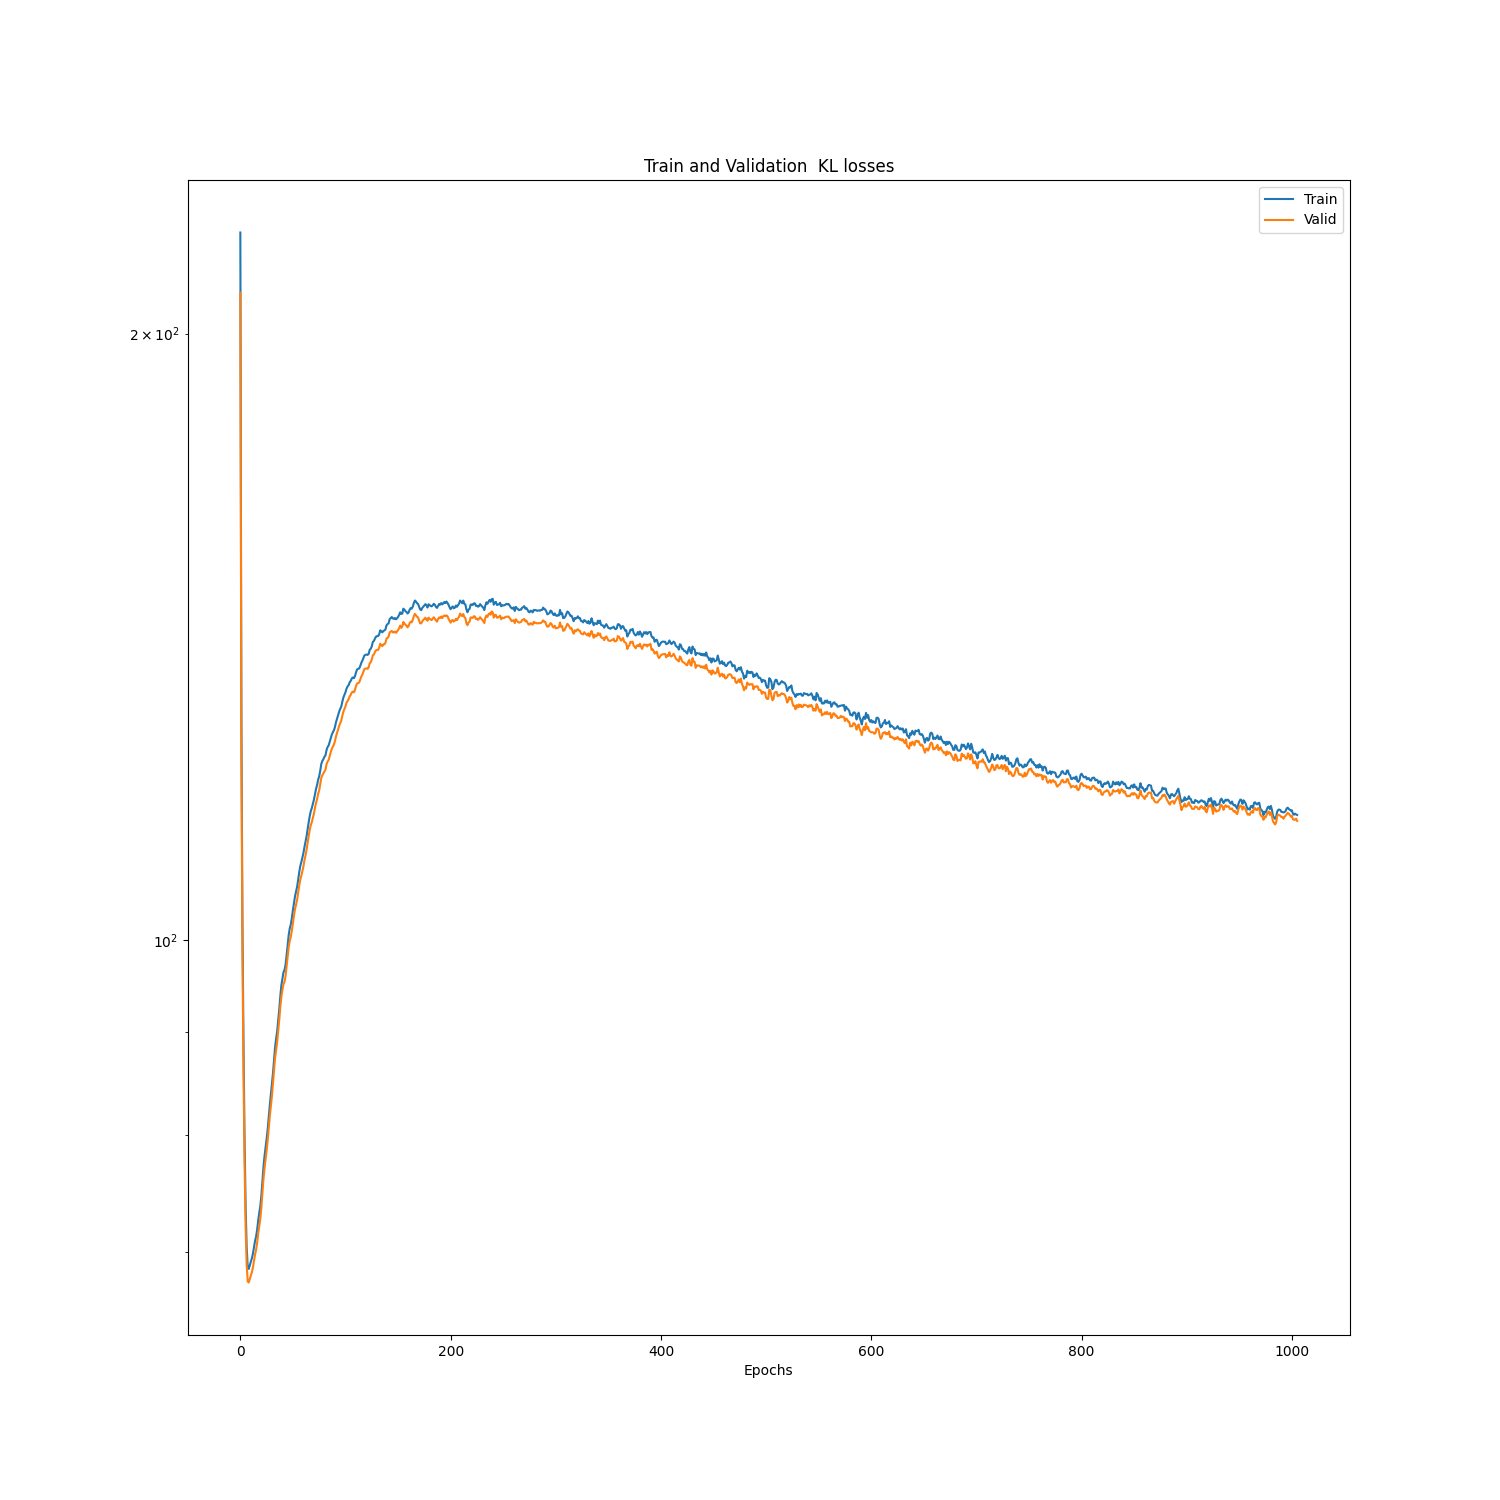 Train and Validation  KL losses
Train
Valid
2 × 10²
10²
0 200 400 600 800 1000
Epochs